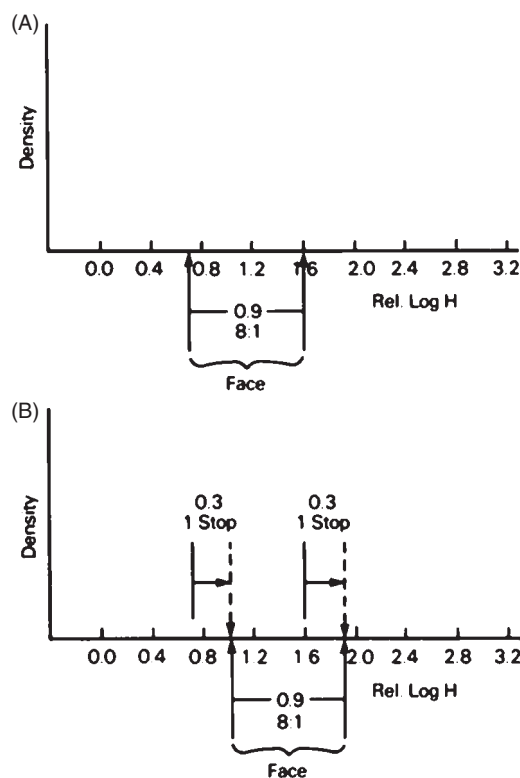 (A)
Density
0.0 0.4 0.8 1.2 1.6 2.0 2.4 2.8 3.2
Rel. Log H
0.9
8:1
Face
(B)
0.3 0.3
1 Stop 1 Stop
Density
0.0 0.4 0.8 1.2 1.6 2.0 2.4 2.8 3.2
Rel. Log H
0.9
8:1
Face